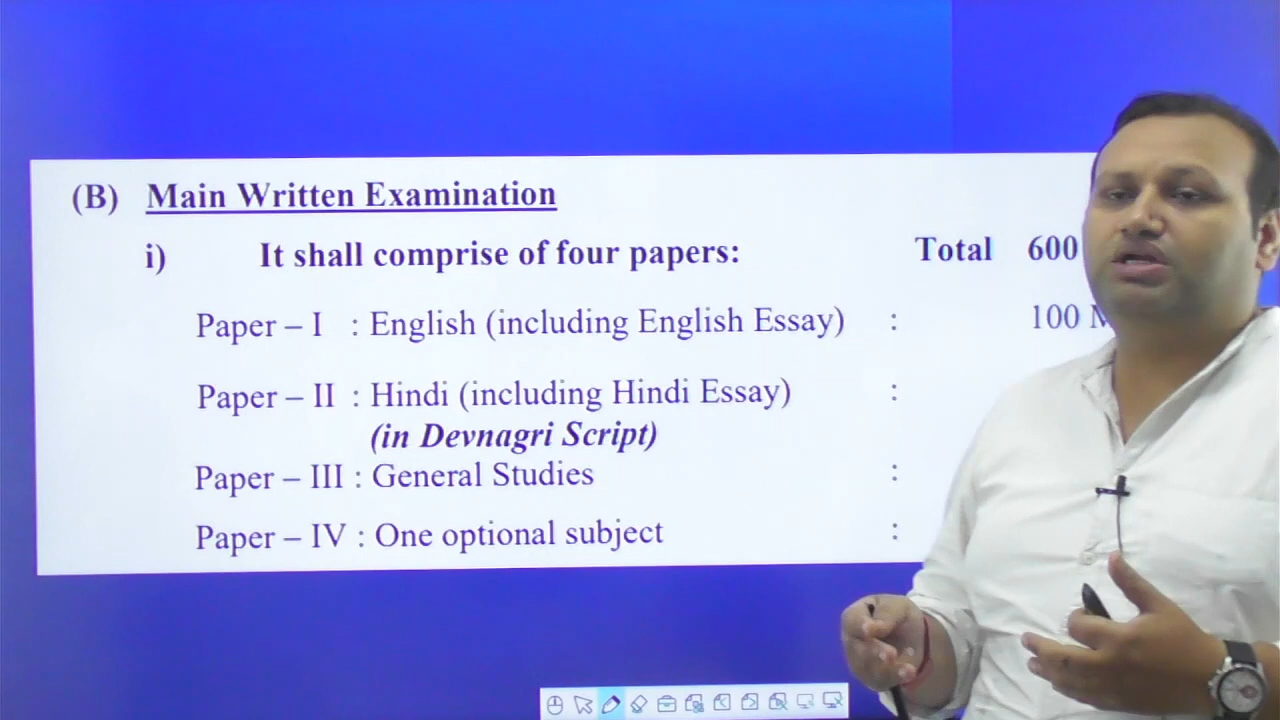 (B) Main Written Examination
i) It shall comprise of four papers: Total 600
Paper – I : English (including English Essay) : 100
Paper – II : Hindi (including Hindi Essay) :
(in Devnagri Script)
Paper – III : General Studies :
Paper – IV : One optional subject :